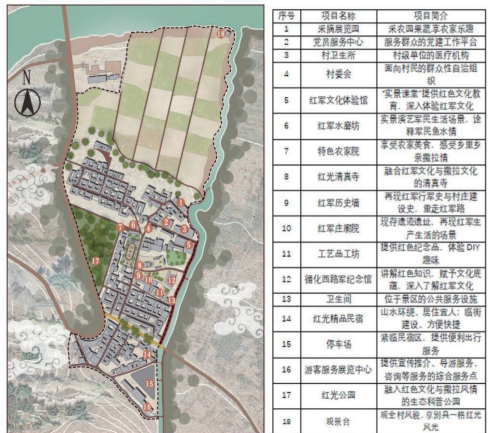 N
序号 项目名称 项目简介
1 采摘展览园 采农园果蔬,享农家乐趣
2 党员服务中心 服务群众的党建工作平台
3 村卫生所 村级单位的医疗机构
4 村委会 面向村民的群众性自治组
织
5 红军文化体验馆 “实景课堂”提供红色文化教
育,深入体验红军文化
6 红军水磨坊 实景演艺军民生活场景,诠
释军民鱼水情
7 特色农家院 享受农家美食,感受乡里乡
亲撒拉情
8 红光清真寺 融合红军文化与撒拉文化
的清真寺
9 红军历史墙 再现红军行军史与村庄建
设史,重走红军路
10 红军庄廓院 现存遗流遗址,再现红军生
产生活的场景
11 工艺品工坊 提供红色纪念品,体验DIY
趣味
12 循化西路军纪念馆 讲解红色知识,赋予文化底
蕴,深入了解红军文化
13 卫生间 位于景区的公共服务设施
14 红光精品民宿 山水环绕、居住宜人;临街
建设、方便快捷
15 停车场 紧临民宿区,提供便利出行
服务
16 游客服务展览中心 提供宣传推介、导游服务、
咨询等服务的综合服务点
17 红光公园 融入红色文化与撒拉风情
的生态科普公园
18 观景台 观全村风貌,享别具一格红光
风光